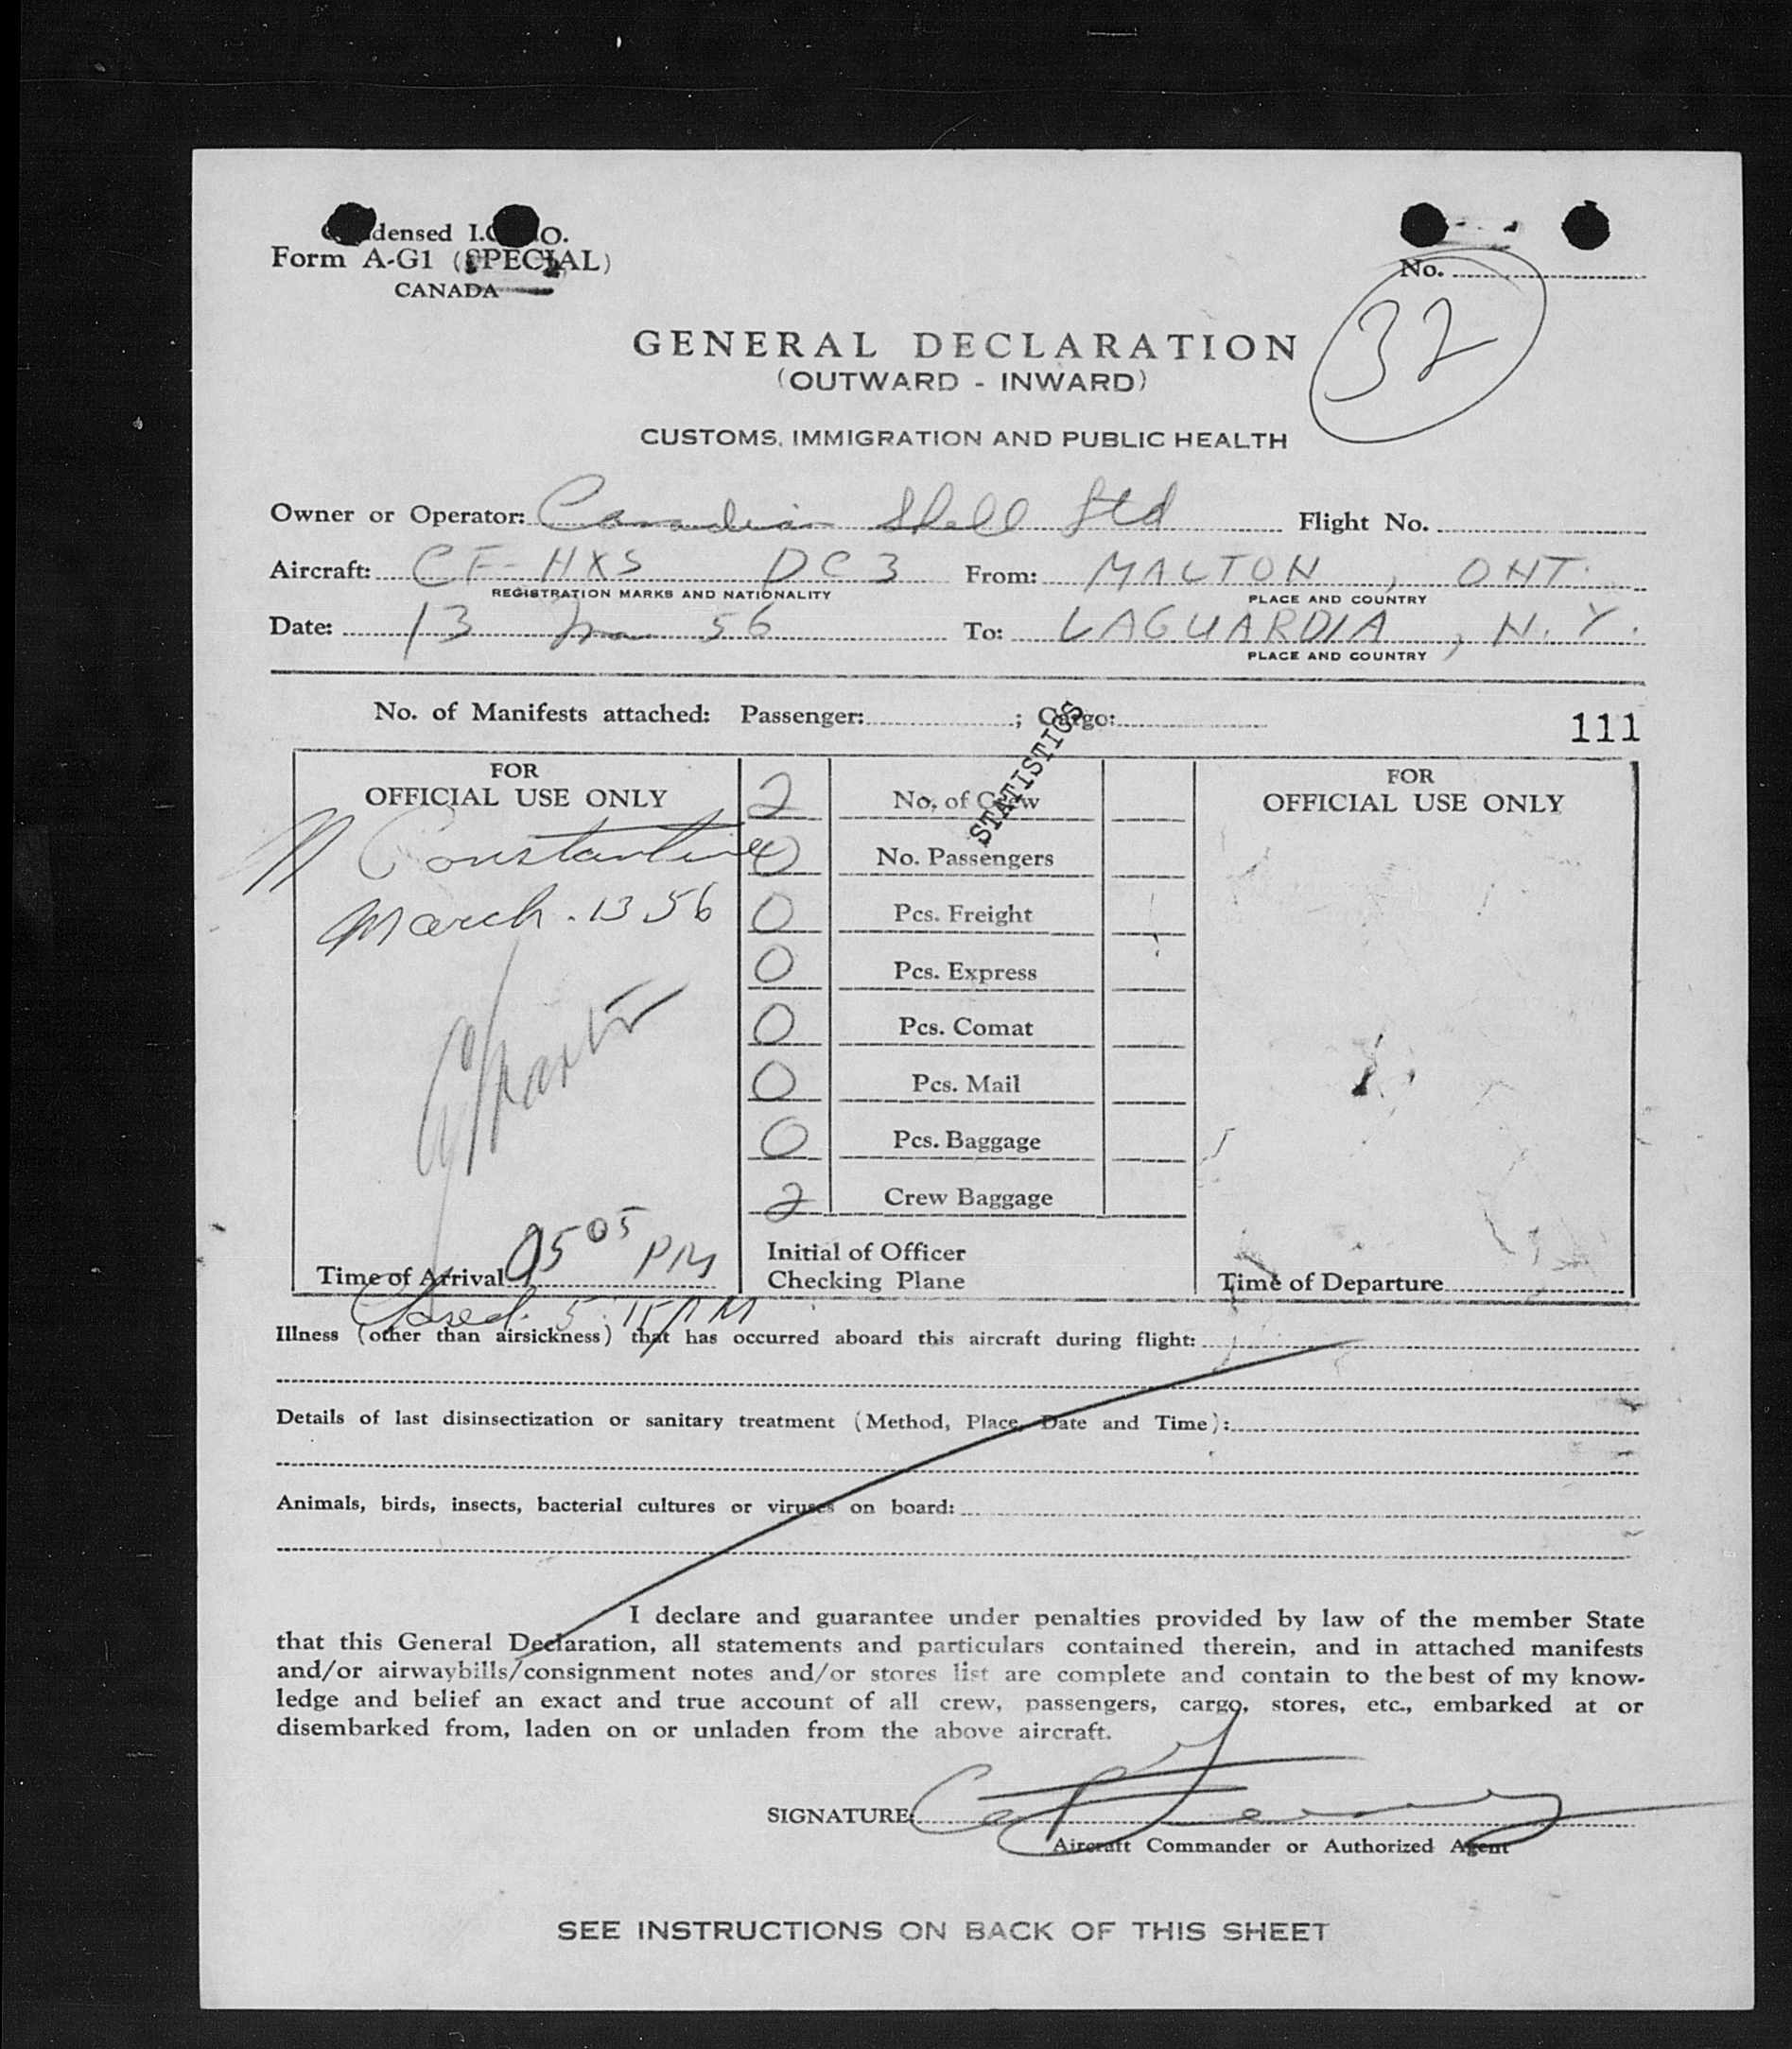 Condensed I.C.A.O.
Form A-G1 (SPECIAL)
CANADA
No.
32
GENERAL DECLARATION
(OUTWARD - INWARD)
CUSTOMS, IMMIGRATION AND PUBLIC HEALTH
Owner or Operator: Canadian Shell Ltd Flight No.
Aircraft: CF-HXS DC3 From: MALTON, ONT.
REGISTRATION MARKS AND NATIONALITY PLACE AND COUNTRY
Date: 13 Mar 56 To: LAGUARDIA, N.Y.
PLACE AND COUNTRY
No. of Manifests attached: Passenger: ; Cargo:
111
STATISTICS
FOR
OFFICIAL USE ONLY
Constantine
March. 13 56
Time of Arrival 505 PM
Closed. 5:15 PM
2 No. of Crew
No. Passengers
0 Pcs. Freight
0 Pcs. Express
0 Pcs. Comat
0 Pcs. Mail
0 Pcs. Baggage
2 Crew Baggage
Initial of Officer
Checking Plane
FOR
OFFICIAL USE ONLY
Time of Departure
Illness (other than airsickness) that has occurred aboard this aircraft during flight:
Details of last disinsectization or sanitary treatment (Method, Place, Date and Time):
Animals, birds, insects, bacterial cultures or viruses on board:
I declare and guarantee under penalties provided by law of the member State
that this General Declaration, all statements and particulars contained therein, and in attached manifests
and/or airwaybills/consignment notes and/or stores list are complete and contain to the best of my know-
ledge and belief an exact and true account of all crew, passengers, cargo, stores, etc., embarked at or
disembarked from, laden on or unladen from the above aircraft.
SIGNATURE:
Aircraft Commander or Authorized Agent
SEE INSTRUCTIONS ON BACK OF THIS SHEET